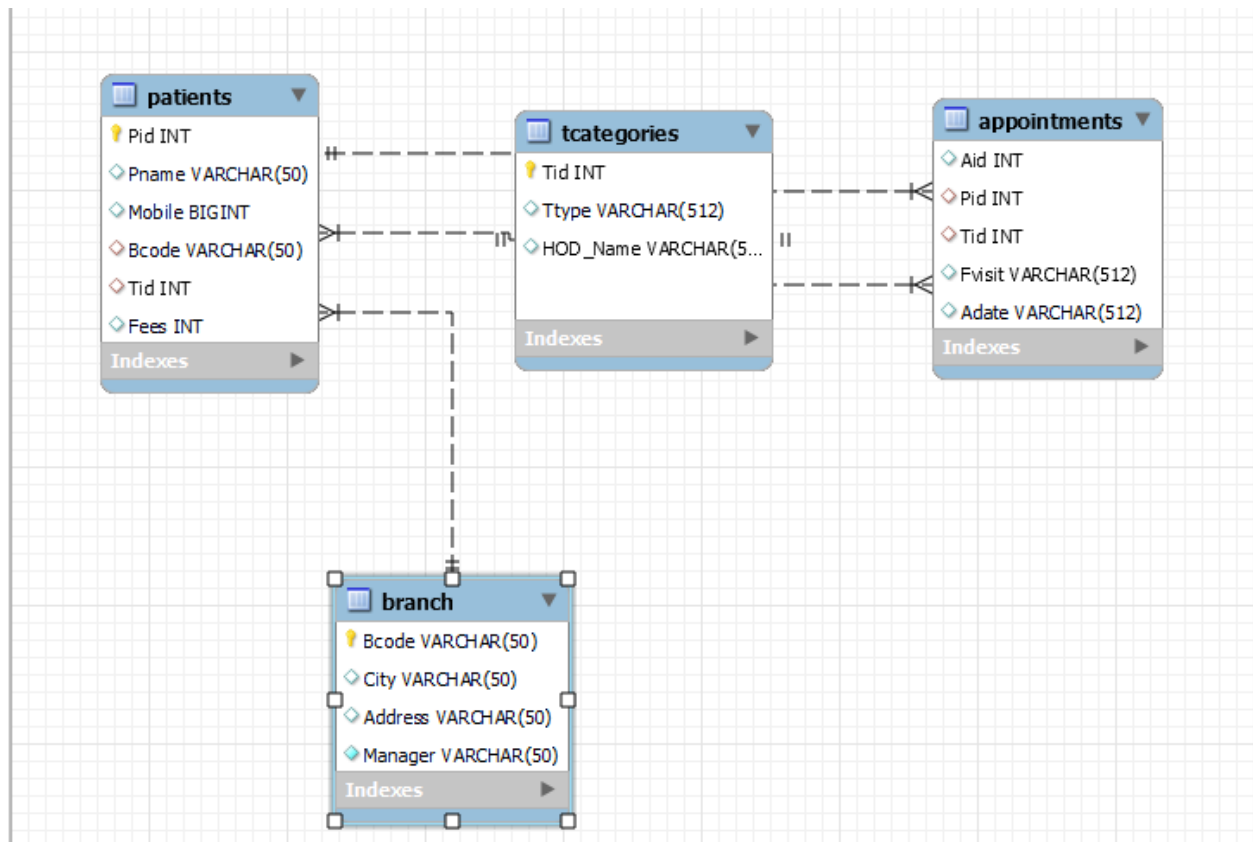 patients
Pid INT
Pname VARCHAR(50)
Mobile BIGINT
Bcode VARCHAR(50)
Tid INT
Fees INT
Indexes
tcategories
Tid INT
Ttype VARCHAR(512)
HOD_Name VARCHAR(5...
Indexes
appointments
Aid INT
Pid INT
Tid INT
Fvisit VARCHAR(512)
Adate VARCHAR(512)
Indexes
branch
Bcode VARCHAR(50)
City VARCHAR(50)
Address VARCHAR(50)
Manager VARCHAR(50)
Indexes